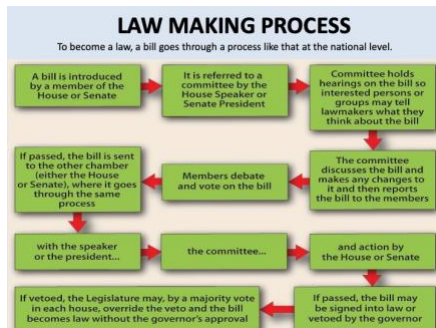 LAW MAKING PROCESS
To become a law, a bill goes through a process like that at the national level.
A bill is introduced
by a member of the
House or Senate
It is referred to a
committee by the
House Speaker or
Senate President
Committee holds
hearings on the bill so
interested persons or
groups may tell
lawmakers what they
think about the bill
The committee
discusses the bill and
makes any changes to
it and then reports
the bill to the members
Members debate
and vote on the bill
If passed, the bill is sent
to the other chamber
(either the House
or Senate), where it goes
through the same
process
with the speaker
or the president...
the committee...
and action by
the House or Senate
If passed, the bill may
be signed into law or
vetoed by the governor
If vetoed, the Legislature may, by a majority vote
in each house, override the veto and the bill
becomes law without the governor's approval